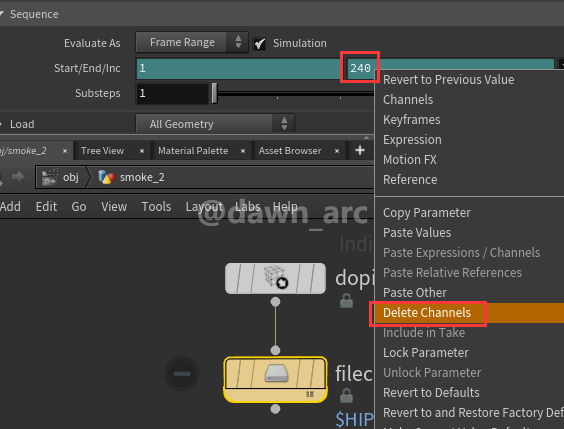 Sequence
Evaluate As Frame Range Simulation
Start/End/Inc 1 240
Substeps 1
Load All Geometry
obj/smoke_2 × Tree View × Material Palette × Asset Browser × +
obj smoke_2
Add Edit Go View Tools Layout Labs Help
@dawn_arc
Indi
dopi
filec
$HIP
Revert to Previous Value
Channels
Keyframes
Expression
Motion FX
Reference
Copy Parameter
Paste Values
Paste Expressions / Channels
Paste Relative References
Paste Other
Delete Channels
Include in Take
Lock Parameter
Unlock Parameter
Revert to Defaults
Revert to and Restore Factory Def